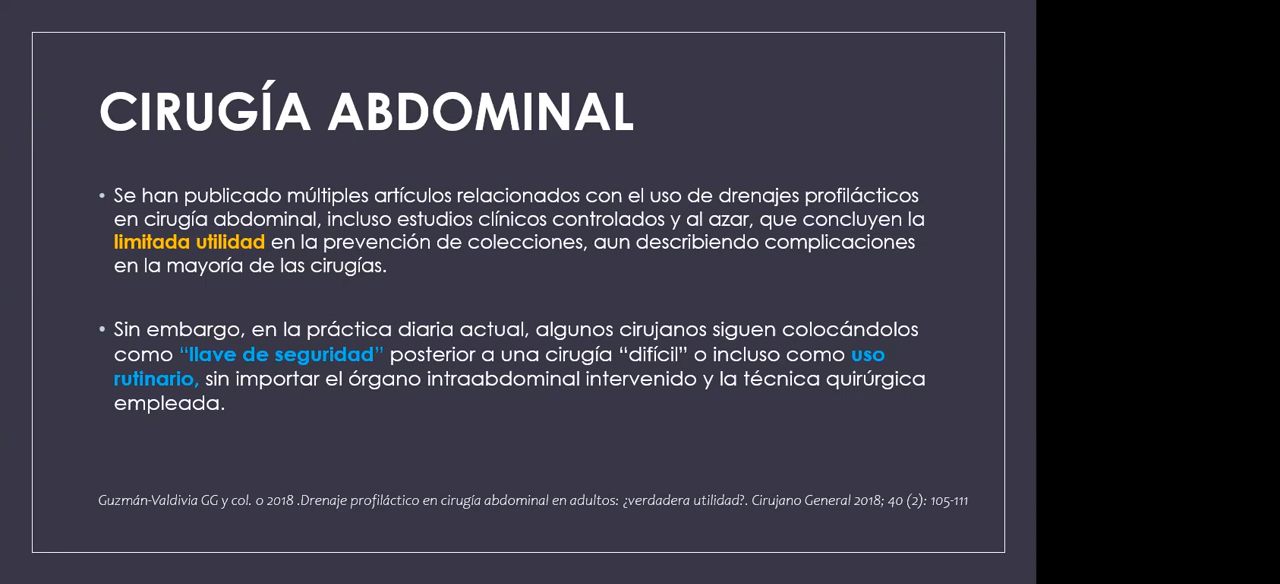 CIRUGÍA ABDOMINAL
• Se han publicado múltiples artículos relacionados con el uso de drenajes profilácticos
en cirugía abdominal, incluso estudios clínicos controlados y al azar, que concluyen la
limitada utilidad en la prevención de colecciones, aun describiendo complicaciones
en la mayoría de las cirugías.
• Sin embargo, en la práctica diaria actual, algunos cirujanos siguen colocándolos
como “llave de seguridad” posterior a una cirugía “difícil” o incluso como uso
rutinario, sin importar el órgano intraabdominal intervenido y la técnica quirúrgica
empleada.
Guzmán-Valdivia GG y col. o 2018 .Drenaje profiláctico en cirugía abdominal en adultos: ¿verdadera utilidad?. Cirujano General 2018; 40 (2): 105-111